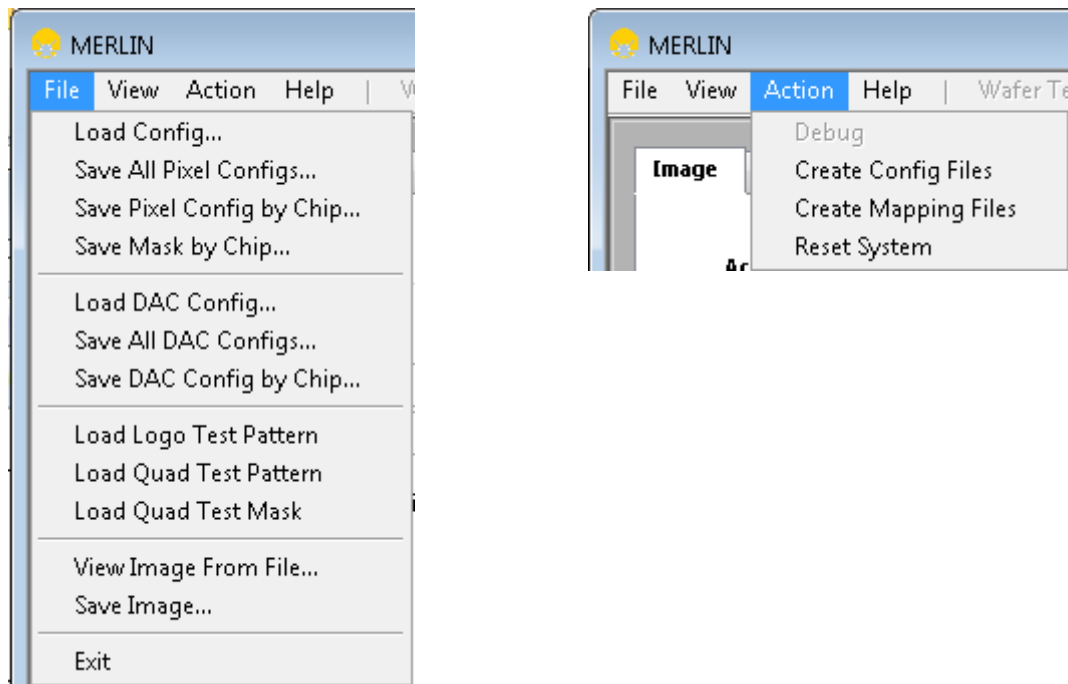 MERLIN
File View Action Help |
Load Config...
Save All Pixel Configs...
Save Pixel Config by Chip...
Save Mask by Chip...
Load DAC Config...
Save All DAC Configs...
Save DAC Config by Chip...
Load Logo Test Pattern
Load Quad Test Pattern
Load Quad Test Mask
View Image From File...
Save Image...
Exit
MERLIN
File View Action Help | Wafer Te
Debug
Image
Create Config Files
Create Mapping Files
Reset System
Ac